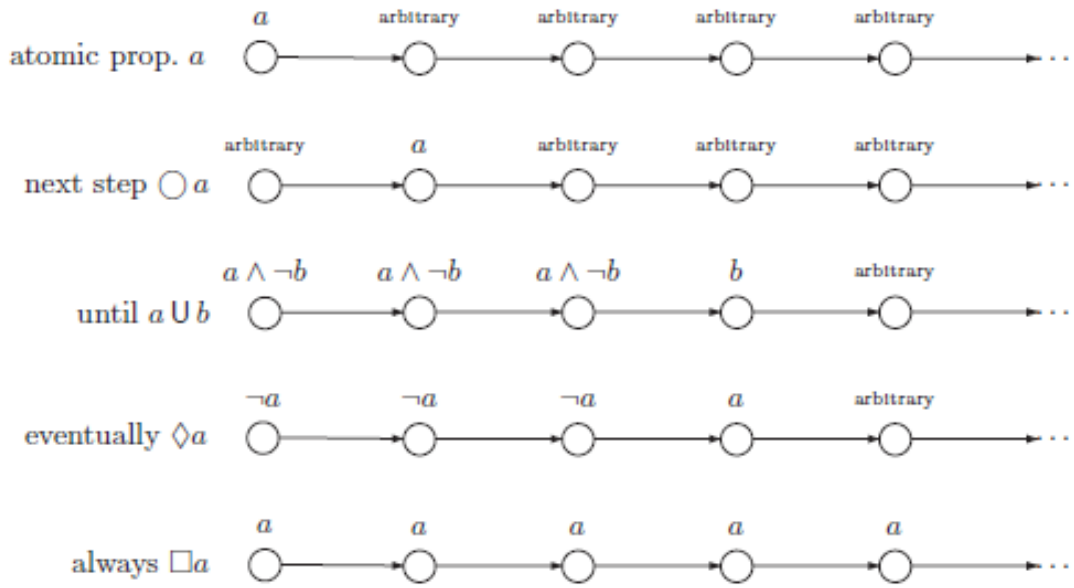 a arbitrary arbitrary arbitrary arbitrary
atomic prop. a ...
arbitrary a arbitrary arbitrary arbitrary
next step ◯ a ...
a ∧ ¬b a ∧ ¬b a ∧ ¬b b arbitrary
until a U b ...
¬a ¬a ¬a a arbitrary
eventually ◊a ...
a a a a a
always □a ...